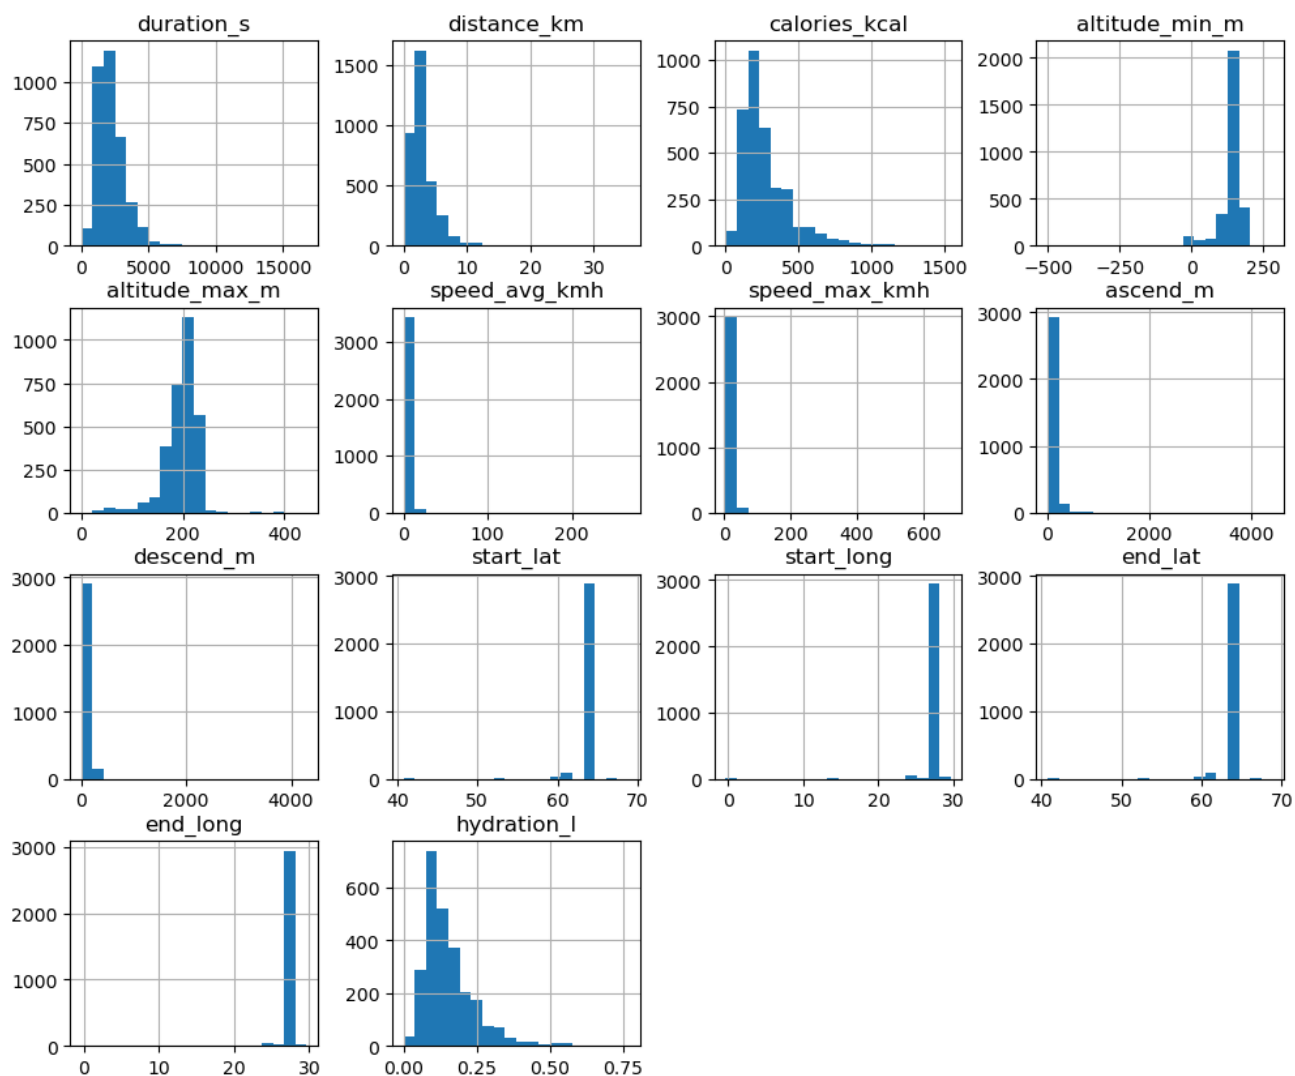 duration_s
distance_km
calories_kcal
altitude_min_m
1000
750
500
250
0
0 5000 10000 15000
1500
1000
500
0
0 10 20 30
1000
750
500
250
0
0 500 1000 1500
2000
1500
1000
500
0
−500 −250 0 250
altitude_max_m
speed_avg_kmh
speed_max_kmh
ascend_m
1000
750
500
250
0
0 200 400
3000
2000
1000
0
0 100 200
3000
2000
1000
0
0 200 400 600
3000
2000
1000
0
0 2000 4000
descend_m
start_lat
start_long
end_lat
3000
2000
1000
0
0 2000 4000
3000
2000
1000
0
40 50 60 70
3000
2000
1000
0
0 10 20 30
3000
2000
1000
0
40 50 60 70
end_long
hydration_l
3000
2000
1000
0
0 10 20 30
600
400
200
0
0.00 0.25 0.50 0.75